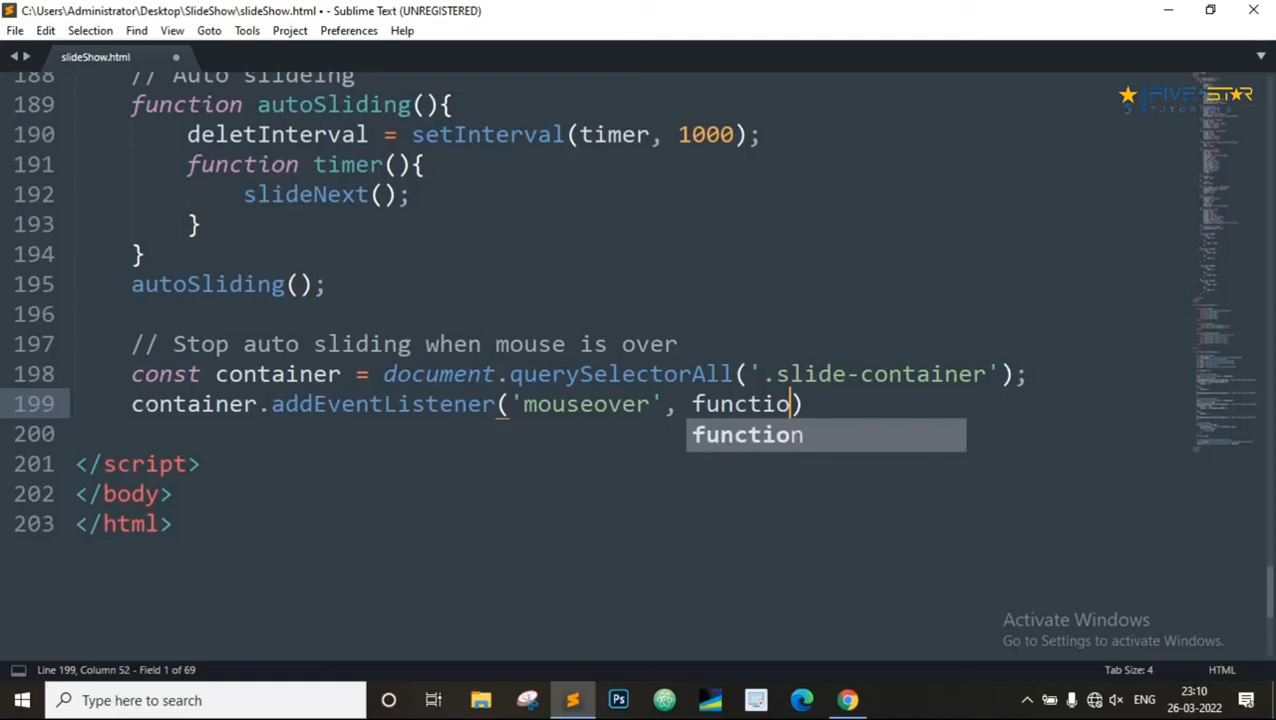 C:\Users\Administrator\Desktop\SlideShow\slideShow.html • - Sublime Text (UNREGISTERED)
File Edit Selection Find View Goto Tools Project Preferences Help
slideShow.html
188 // Auto slideing
FIVE STAR
TUTORIALS
189 function autoSliding(){
190 deletInterval = setInterval(timer, 1000);
191 function timer(){
192 slideNext();
193 }
194 }
195 autoSliding();
196
197 // Stop auto sliding when mouse is over
198 const container = document.querySelectorAll('.slide-container');
199 container.addEventListener('mouseover', functio)
function
200
201 </script>
202 </body>
203 </html>
Activate Windows
Go to Settings to activate Windows.
Line 199, Column 52 - Field 1 of 69 Tab Size: 4 HTML
Type here to search ENG 23:10
26-03-2022